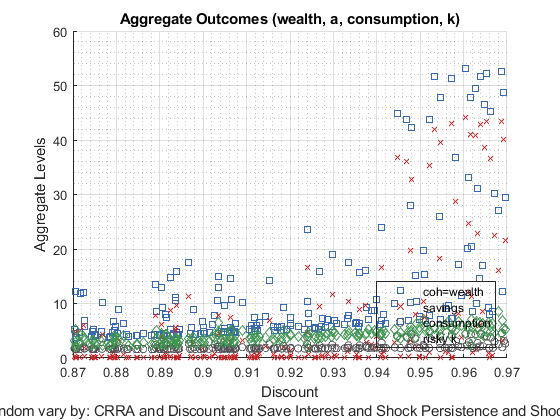 Aggregate Outcomes (wealth, a, consumption, k)
60
50
40
30
20
10
0
Aggregate Levels
coh=wealth
savings
consumption
risky k
0.87 0.88 0.89 0.9 0.91 0.92 0.93 0.94 0.95 0.96 0.97
Discount
ndom vary by: CRRA and Discount and Save Interest and Shock Persistence and Shoc